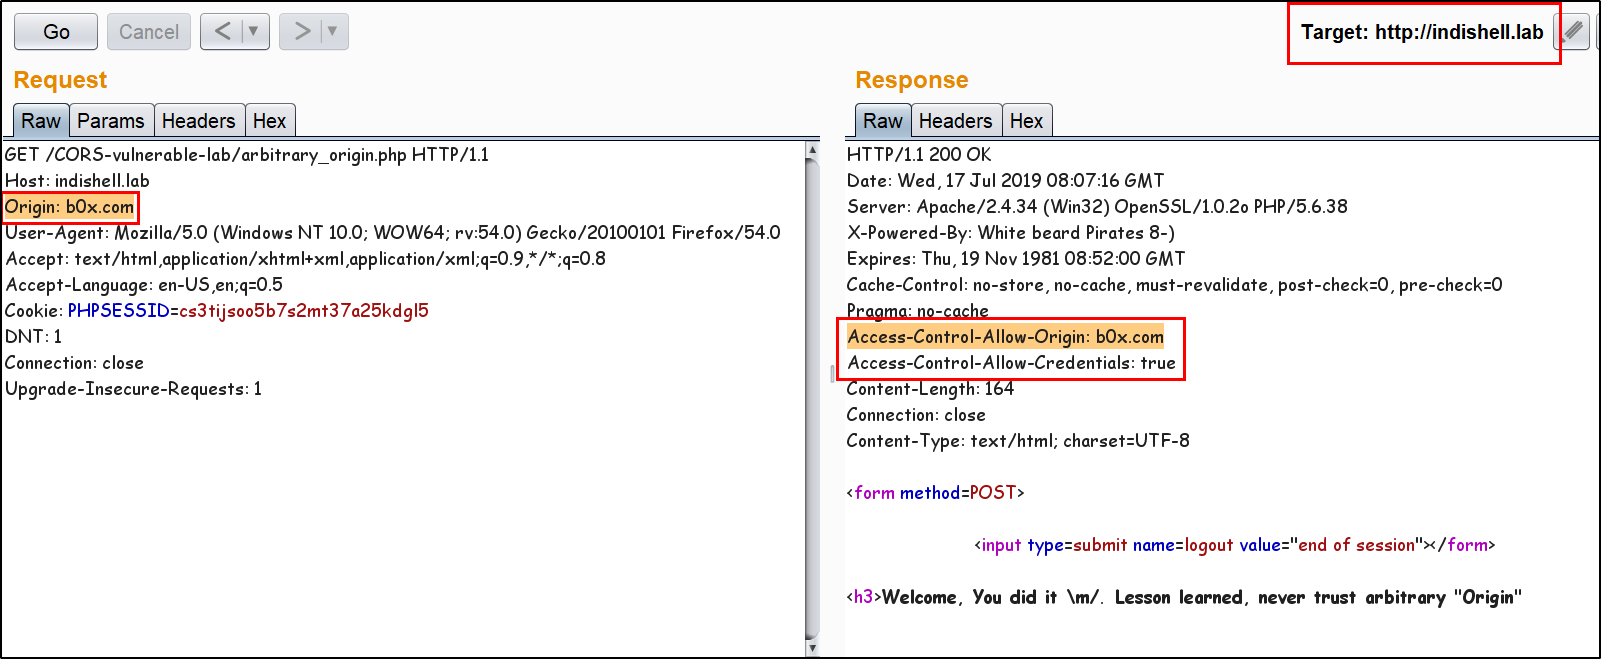 Go
Cancel
<
>
Target: http://indishell.lab
Request
Raw
Params
Headers
Hex
GET /CORS-vulnerable-lab/arbitrary_origin.php HTTP/1.1
Host: indishell.lab
Origin: b0x.com
User-Agent: Mozilla/5.0 (Windows NT 10.0; WOW64; rv:54.0) Gecko/20100101 Firefox/54.0
Accept: text/html,application/xhtml+xml,application/xml;q=0.9,*/*;q=0.8
Accept-Language: en-US,en;q=0.5
Cookie: PHPSESSID=cs3tijsoo5b7s2mt37a25kdgl5
DNT: 1
Connection: close
Upgrade-Insecure-Requests: 1
Response
Raw
Headers
Hex
HTTP/1.1 200 OK
Date: Wed, 17 Jul 2019 08:07:16 GMT
Server: Apache/2.4.34 (Win32) OpenSSL/1.0.2o PHP/5.6.38
X-Powered-By: White beard Pirates 8-)
Expires: Thu, 19 Nov 1981 08:52:00 GMT
Cache-Control: no-store, no-cache, must-revalidate, post-check=0, pre-check=0
Pragma: no-cache
Access-Control-Allow-Origin: b0x.com
Access-Control-Allow-Credentials: true
Content-Length: 164
Connection: close
Content-Type: text/html; charset=UTF-8
<form method=POST>
<input type=submit name=logout value="end of session"></form>
<h3>Welcome, You did it \m/. Lesson learned, never trust arbitrary "Origin"